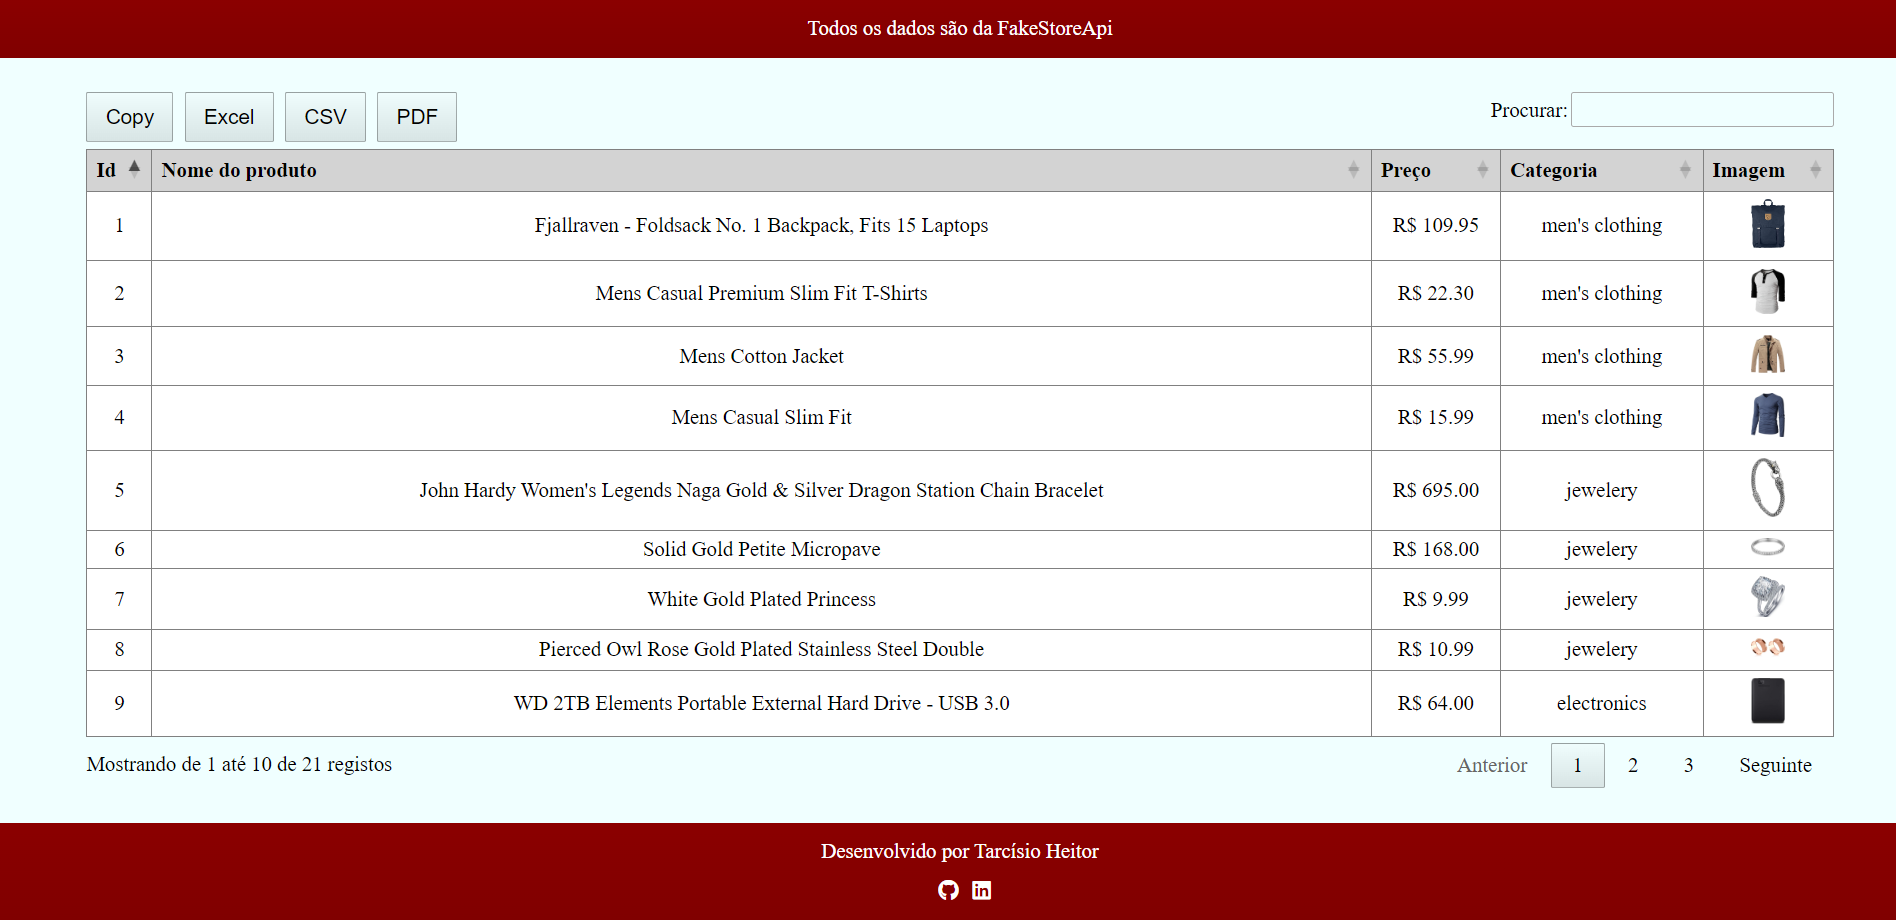 Todos os dados são da FakeStoreApi
Copy Excel CSV PDF Procurar:
Id Nome do produto Preço Categoria Imagem
1 Fjallraven - Foldsack No. 1 Backpack, Fits 15 Laptops R$ 109.95 men's clothing
2 Mens Casual Premium Slim Fit T-Shirts R$ 22.30 men's clothing
3 Mens Cotton Jacket R$ 55.99 men's clothing
4 Mens Casual Slim Fit R$ 15.99 men's clothing
5 John Hardy Women's Legends Naga Gold & Silver Dragon Station Chain Bracelet R$ 695.00 jewelery
6 Solid Gold Petite Micropave R$ 168.00 jewelery
7 White Gold Plated Princess R$ 9.99 jewelery
8 Pierced Owl Rose Gold Plated Stainless Steel Double R$ 10.99 jewelery
9 WD 2TB Elements Portable External Hard Drive - USB 3.0 R$ 64.00 electronics
Mostrando de 1 até 10 de 21 registos Anterior 1 2 3 Seguinte
Desenvolvido por Tarcísio Heitor